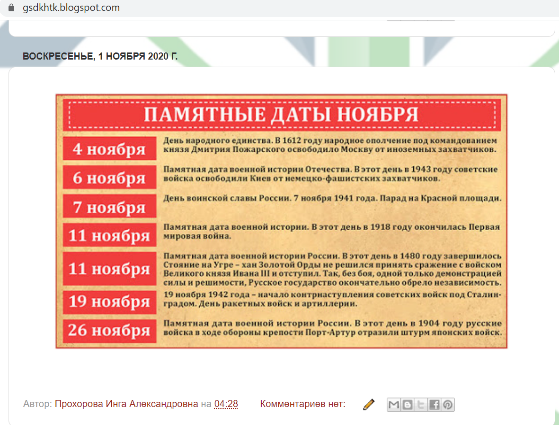 gsdkhtk.blogspot.com
ВОСКРЕСЕНЬЕ, 1 НОЯБРЯ 2020 Г.
ПАМЯТНЫЕ ДАТЫ НОЯБРЯ
4 ноября
День народного единства. В 1612 году народное ополчение под командованием
князя Дмитрия Пожарского освободило Москву от иноземных захватчиков.
6 ноября
Памятная дата военной истории Отечества. В этот день в 1943 году советские
войска освободили Киев от немецко-фашистских захватчиков.
7 ноября
День воинской славы России. 7 ноября 1941 года. Парад на Красной площади.
11 ноября
Памятная дата военной истории. В этот день в 1918 году окончилась Первая
мировая война.
11 ноября
Памятная дата военной истории России. В этот день в 1480 году завершилось
Стояние на Угре – хан Золотой Орды не решился принять сражение с войском
Великого князя Ивана III и отступил. Так, без боя, одной только демонстрацией
силы и решимости, Русское государство окончательно обрело независимость.
19 ноября
19 ноября 1942 года – начало контрнаступления советских войск под Сталин-
градом. День ракетных войск и артиллерии.
26 ноября
Памятная дата военной истории России. В этот день в 1904 году русские
войска в ходе обороны крепости Порт-Артур отразили штурм японских войск.
Автор: Прохорова Инга Александровна на 04:28 Комментариев нет: